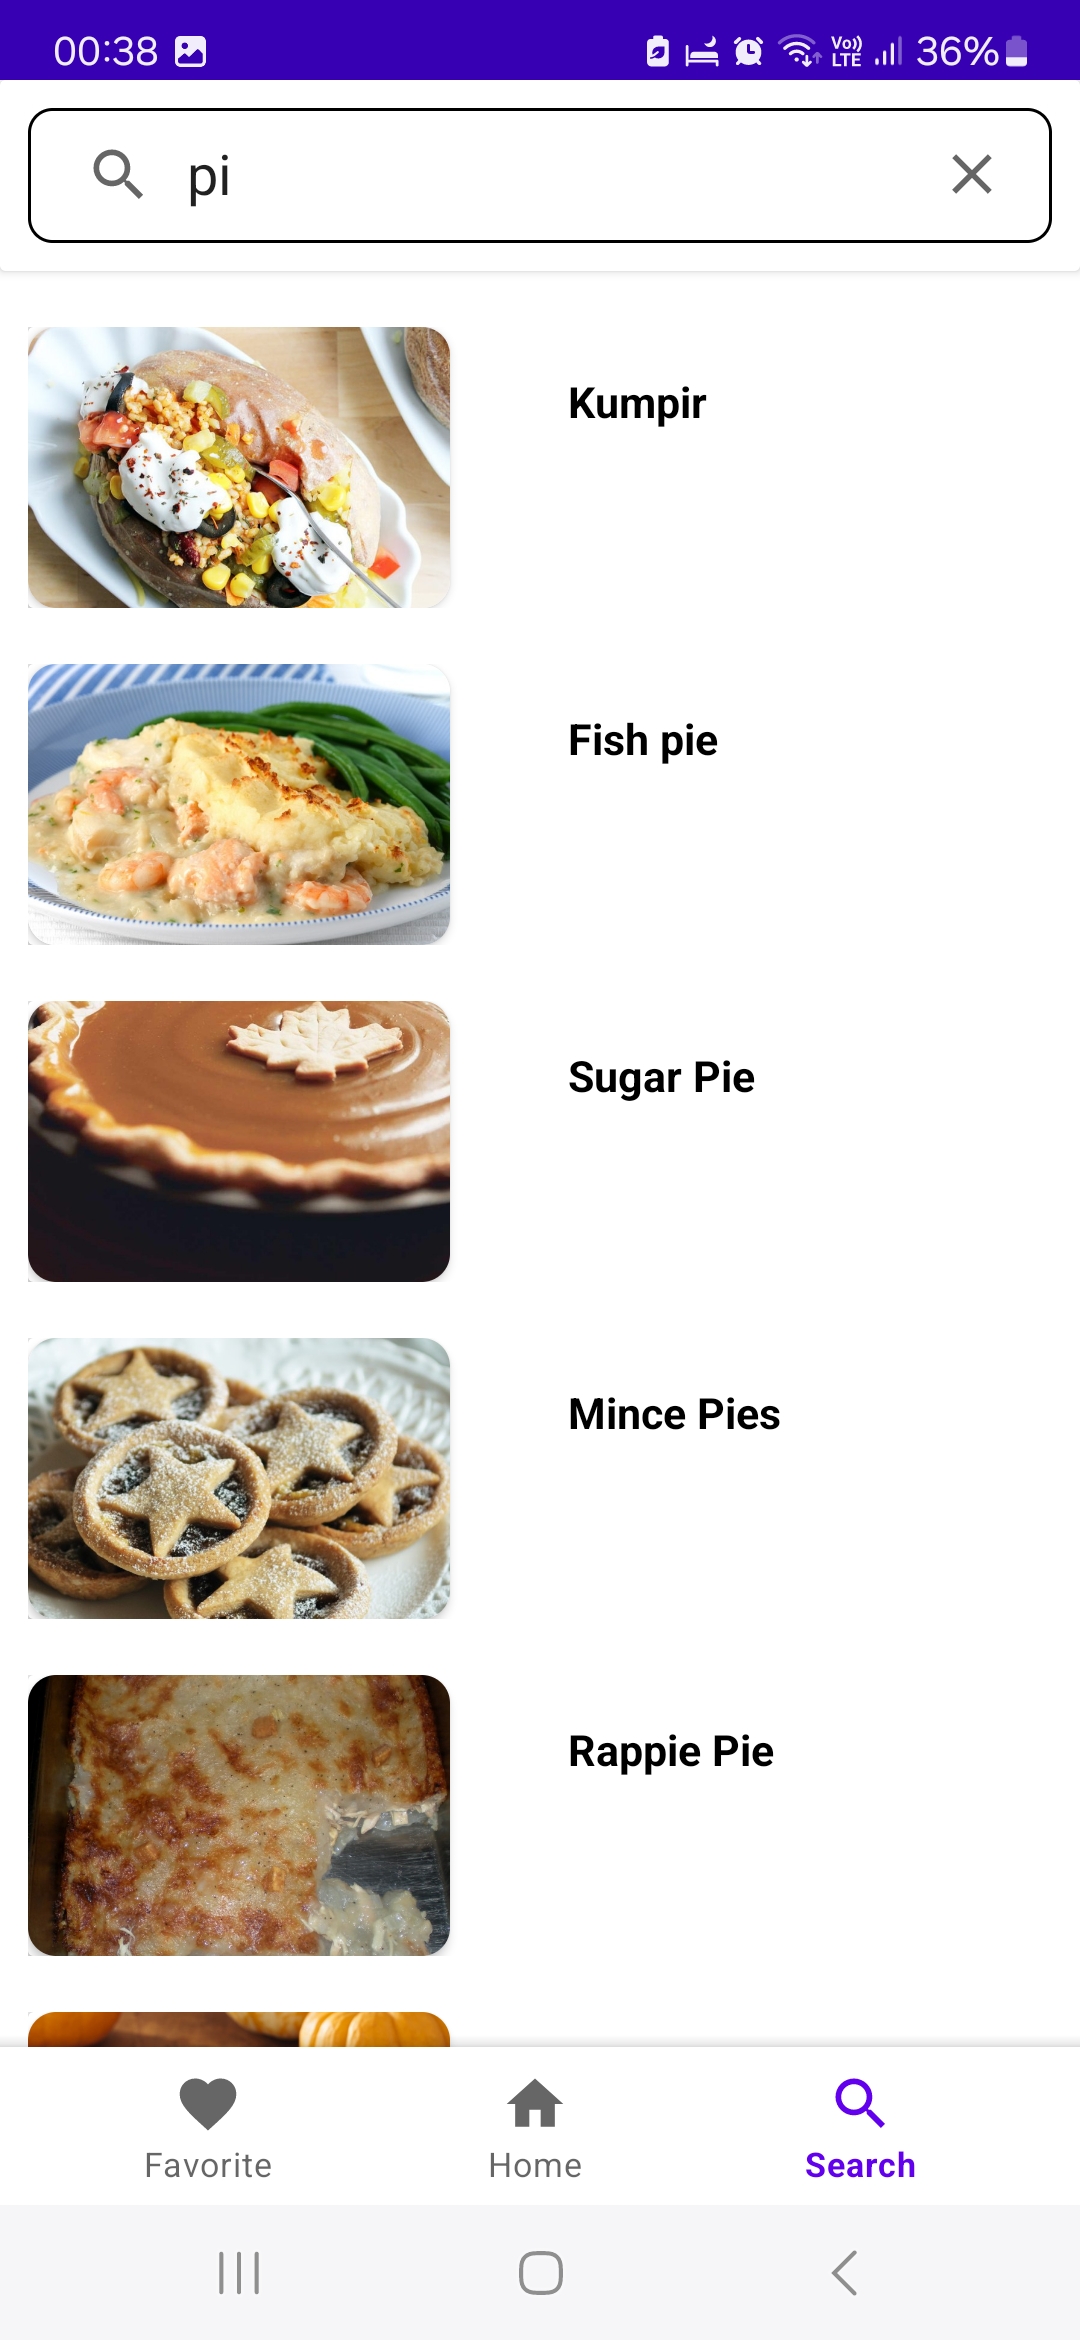 00:38 Vo)) LTE 36%
pi
Kumpir
Fish pie
Sugar Pie
Mince Pies
Rappie Pie
Favorite Home Search